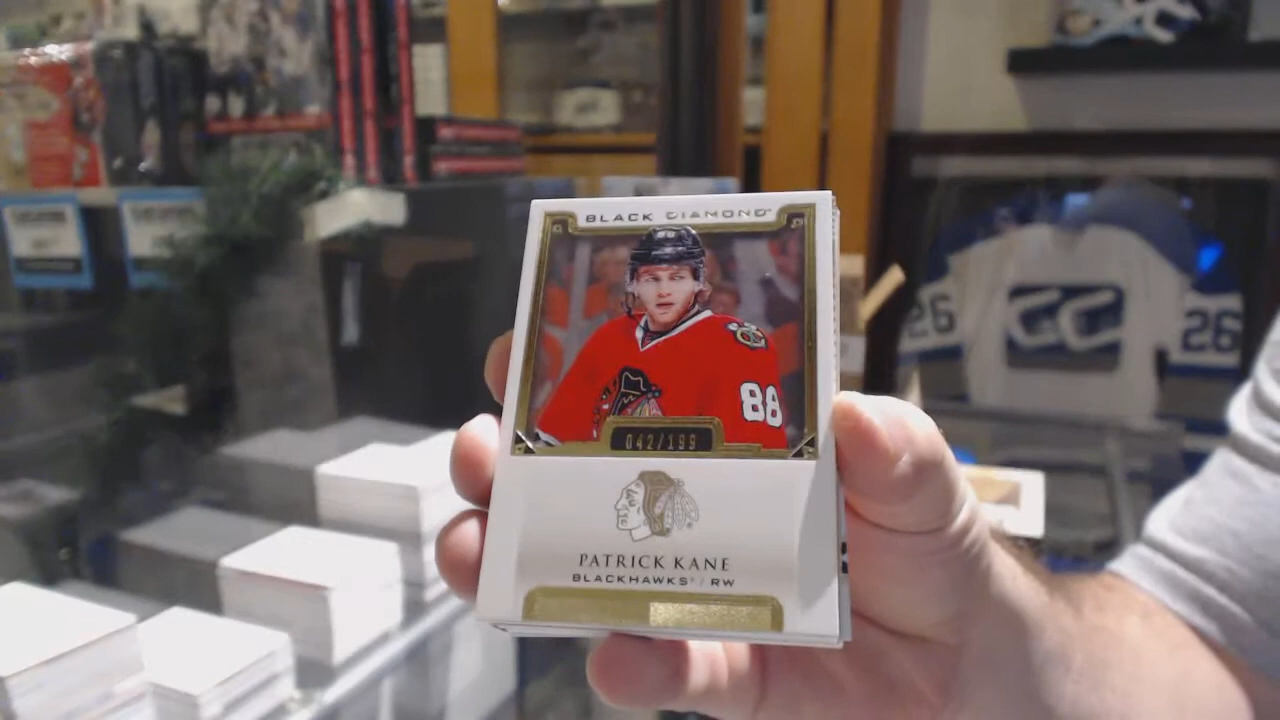 BLACK DIAMOND
88
042/199
PATRICK KANE
BLACKHAWKS / RW
26
26